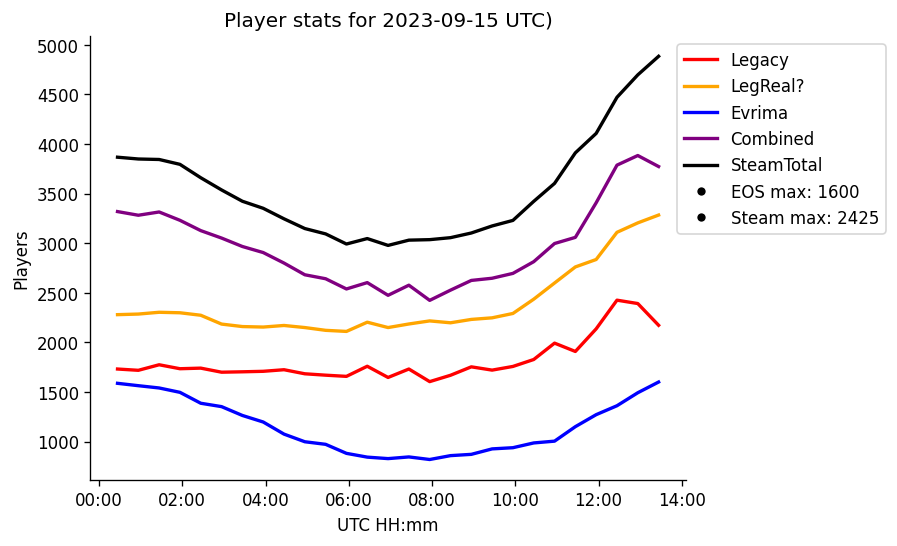 Player stats for 2023-09-15 UTC)
5000
4500
4000
3500
3000
2500
2000
1500
1000
Players
00:00 02:00 04:00 06:00 08:00 10:00 12:00 14:00
UTC HH:mm
Legacy
LegReal?
Evrima
Combined
SteamTotal
EOS max: 1600
Steam max: 2425